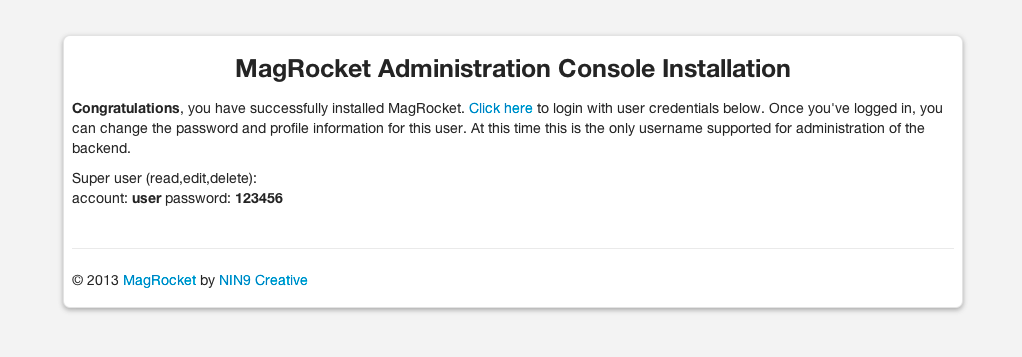 MagRocket Administration Console Installation
Congratulations, you have successfully installed MagRocket. Click here to login with user credentials below. Once you've logged in, you
can change the password and profile information for this user. At this time this is the only username supported for administration of the
backend.
Super user (read,edit,delete):
account: user password: 123456
© 2013 MagRocket by NIN9 Creative